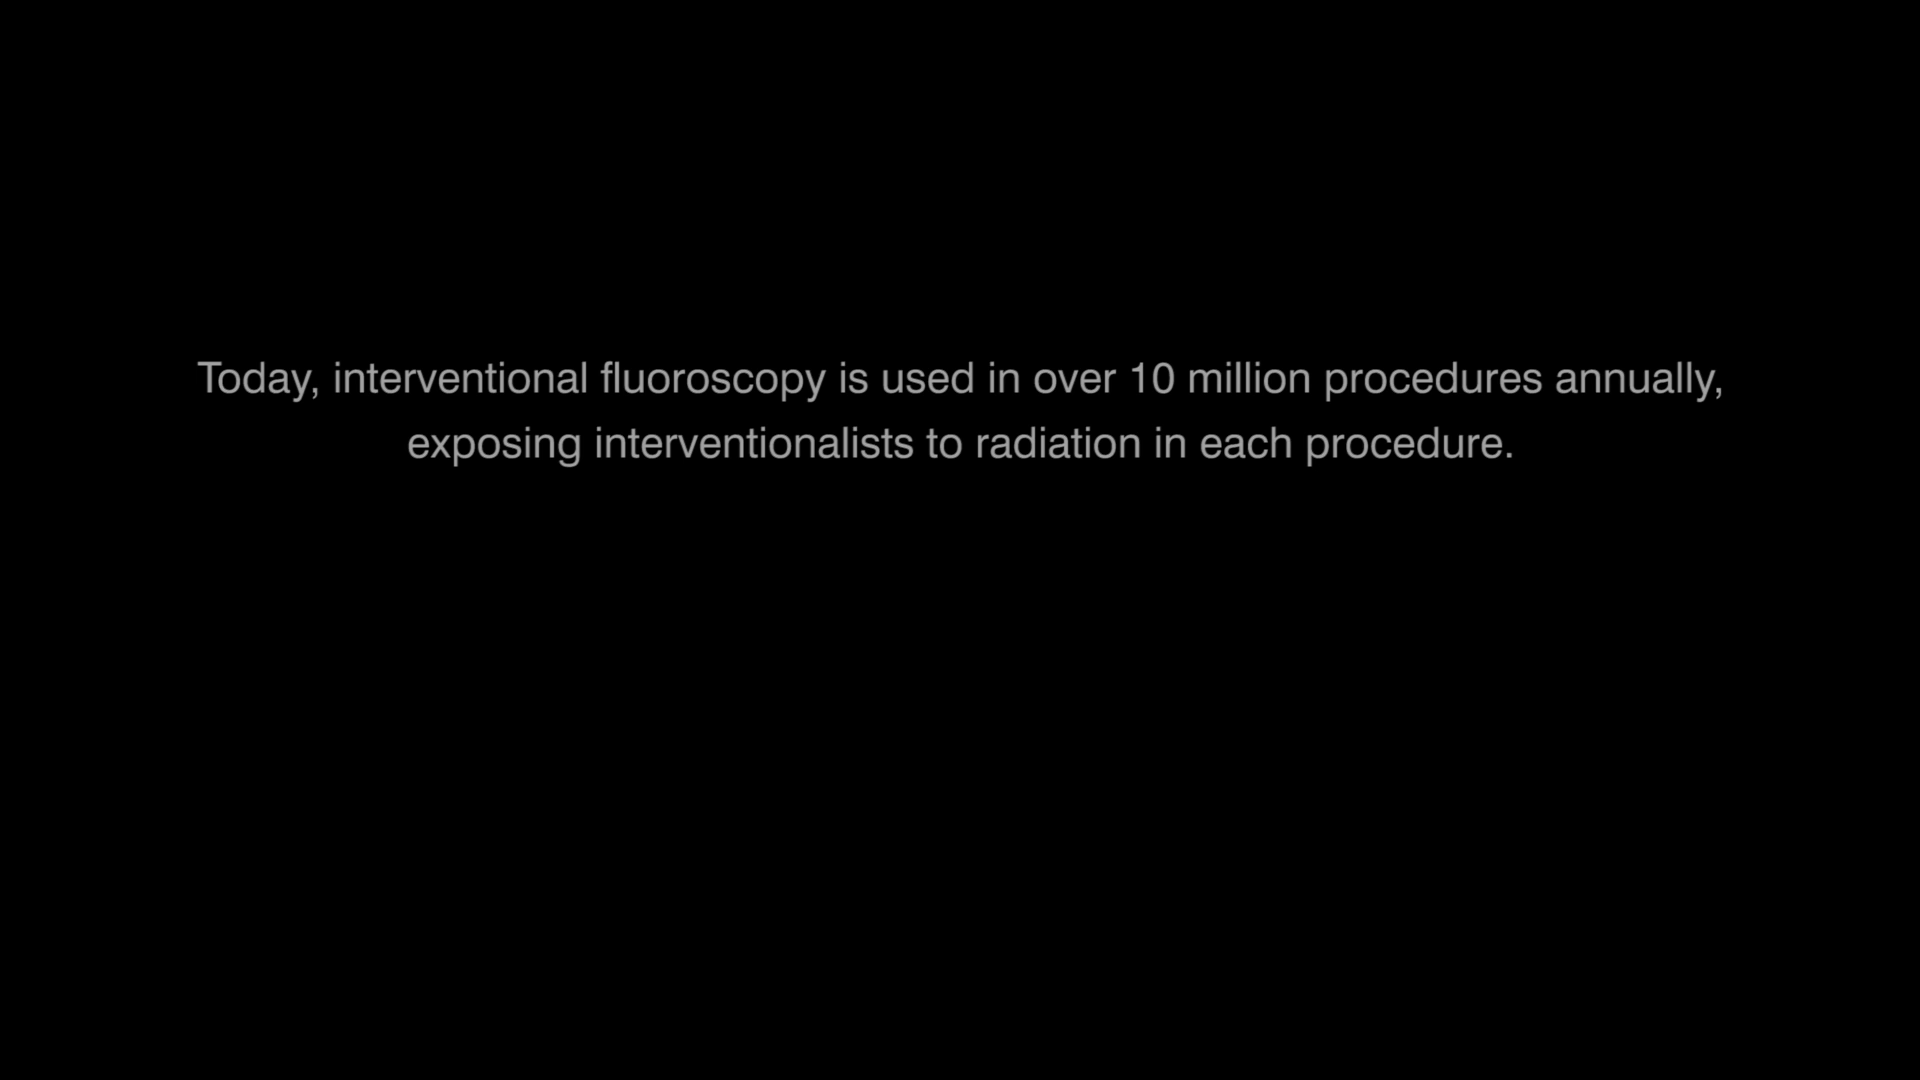 Today, interventional fluoroscopy is used in over 10 million procedures annually,
exposing interventionalists to radiation in each procedure.